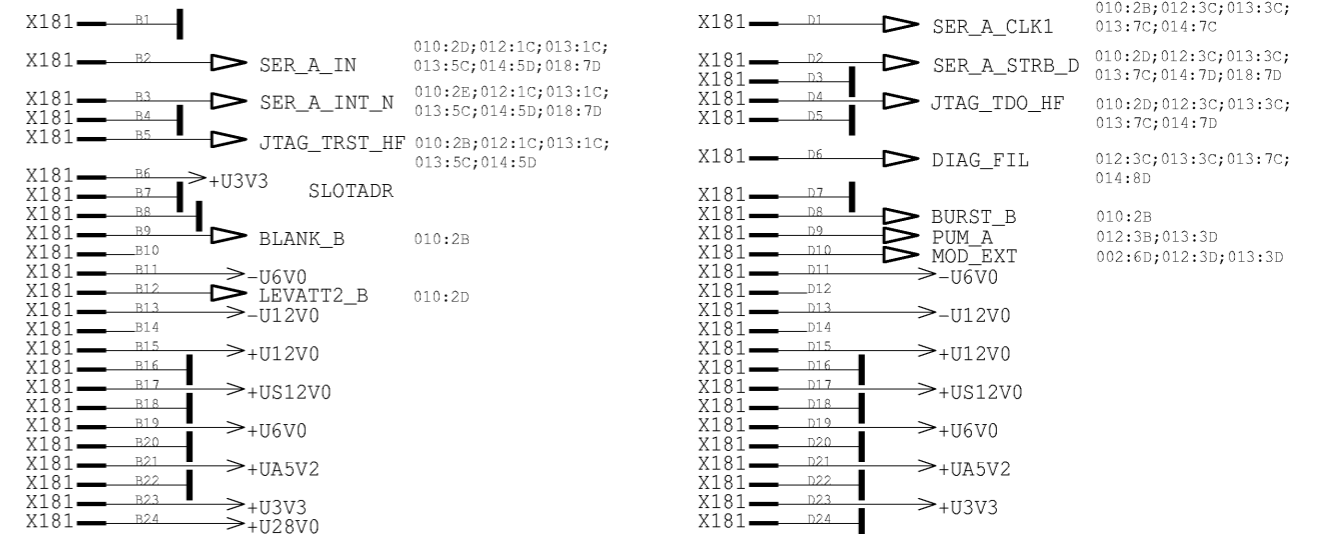 X181 B1
X181 B2 SER_A_IN 010:2D;012:1C;013:1C;
013:5C;014:5D;018:7D
X181 B3 SER_A_INT_N 010:2E;012:1C;013:1C;
013:5C;014:5D;018:7D
X181 B4
X181 B5 JTAG_TRST_HF 010:2B;012:1C;013:1C;
013:5C;014:5D
X181 B6 +U3V3
X181 B7 SLOTADR
X181 B8
X181 B9 BLANK_B 010:2B
X181 B10
X181 B11 -U6V0
X181 B12 LEVATT2_B 010:2D
X181 B13 -U12V0
X181 B14
X181 B15 +U12V0
X181 B16
X181 B17 +US12V0
X181 B18
X181 B19 +U6V0
X181 B20
X181 B21 +UA5V2
X181 B22
X181 B23 +U3V3
X181 B24 +U28V0
X181 D1 SER_A_CLK1 010:2B;012:3C;013:3C;
013:7C;014:7C
X181 D2 SER_A_STRB_D 010:2D;012:3C;013:3C;
013:7C;014:7D;018:7D
X181 D3
X181 D4 JTAG_TDO_HF 010:2D;012:3C;013:3C;
013:7C;014:7D
X181 D5
X181 D6 DIAG_FIL 012:3C;013:3C;013:7C;
014:8D
X181 D7
X181 D8 BURST_B 010:2B
X181 D9 PUM_A 012:3B;013:3D
X181 D10 MOD_EXT 002:6D;012:3D;013:3D
X181 D11 -U6V0
X181 D12
X181 D13 -U12V0
X181 D14
X181 D15 +U12V0
X181 D16
X181 D17 +US12V0
X181 D18
X181 D19 +U6V0
X181 D20
X181 D21 +UA5V2
X181 D22
X181 D23 +U3V3
X181 D24